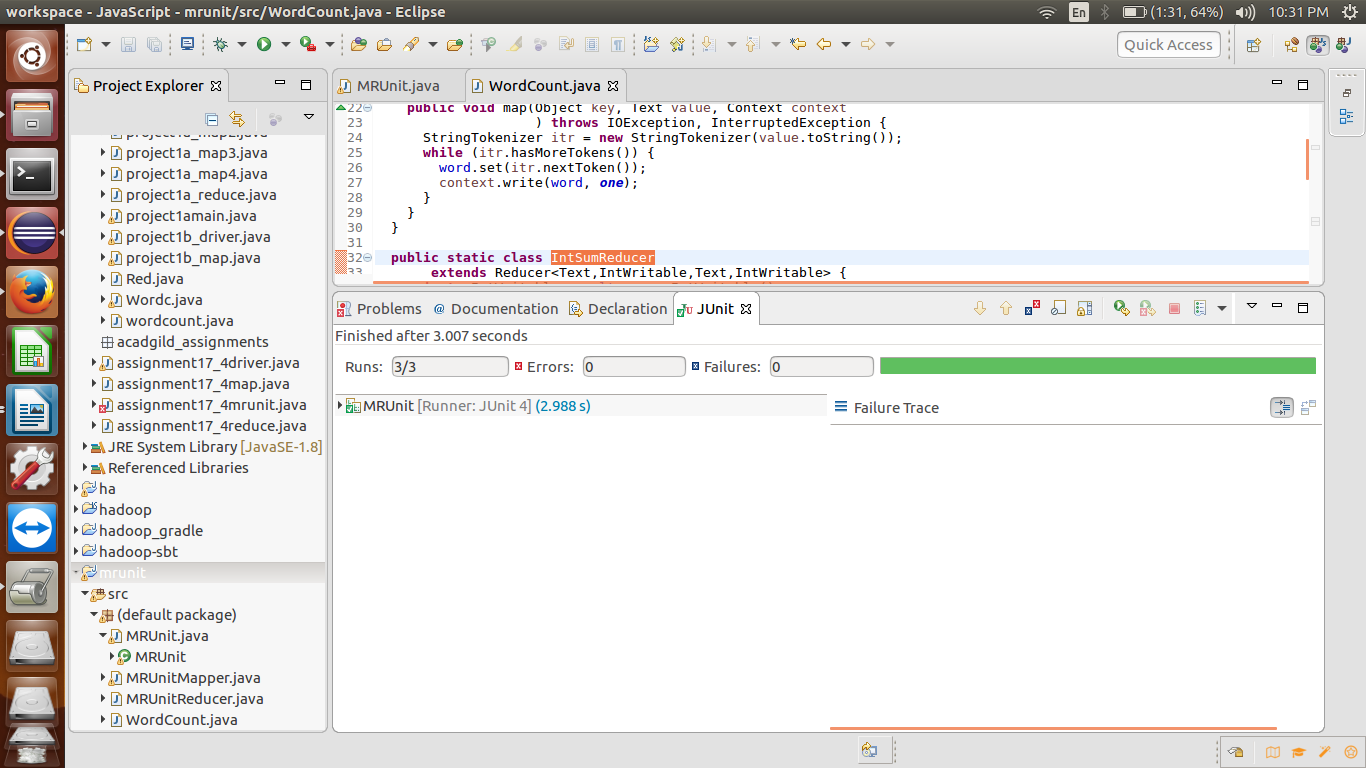 workspace - JavaScript - mrunit/src/WordCount.java - Eclipse
En
(1:31, 64%)
10:31 PM
Quick Access
Project Explorer
project1a_map2.java
project1a_map3.java
project1a_map4.java
project1a_reduce.java
project1amain.java
project1b_driver.java
project1b_map.java
Red.java
Wordc.java
wordcount.java
acadgild_assignments
assignment17_4driver.java
assignment17_4map.java
assignment17_4mrunit.java
assignment17_4reduce.java
JRE System Library [JavaSE-1.8]
Referenced Libraries
ha
hadoop
hadoop_gradle
hadoop-sbt
mrunit
src
(default package)
MRUnit.java
MRUnit
MRUnitMapper.java
MRUnitReducer.java
WordCount.java
MRUnit.java
WordCount.java
22 public void map(Object key, Text value, Context context
23 ) throws IOException, InterruptedException {
24 StringTokenizer itr = new StringTokenizer(value.toString());
25 while (itr.hasMoreTokens()) {
26 word.set(itr.nextToken());
27 context.write(word, one);
28 }
29 }
30 }
31
32 public static class IntSumReducer
33 extends Reducer<Text,IntWritable,Text,IntWritable> {
Problems
@ Documentation
Declaration
JUnit
Finished after 3.007 seconds
Runs: 3/3
Errors: 0
Failures: 0
MRUnit [Runner: JUnit 4] (2.988 s)
Failure Trace